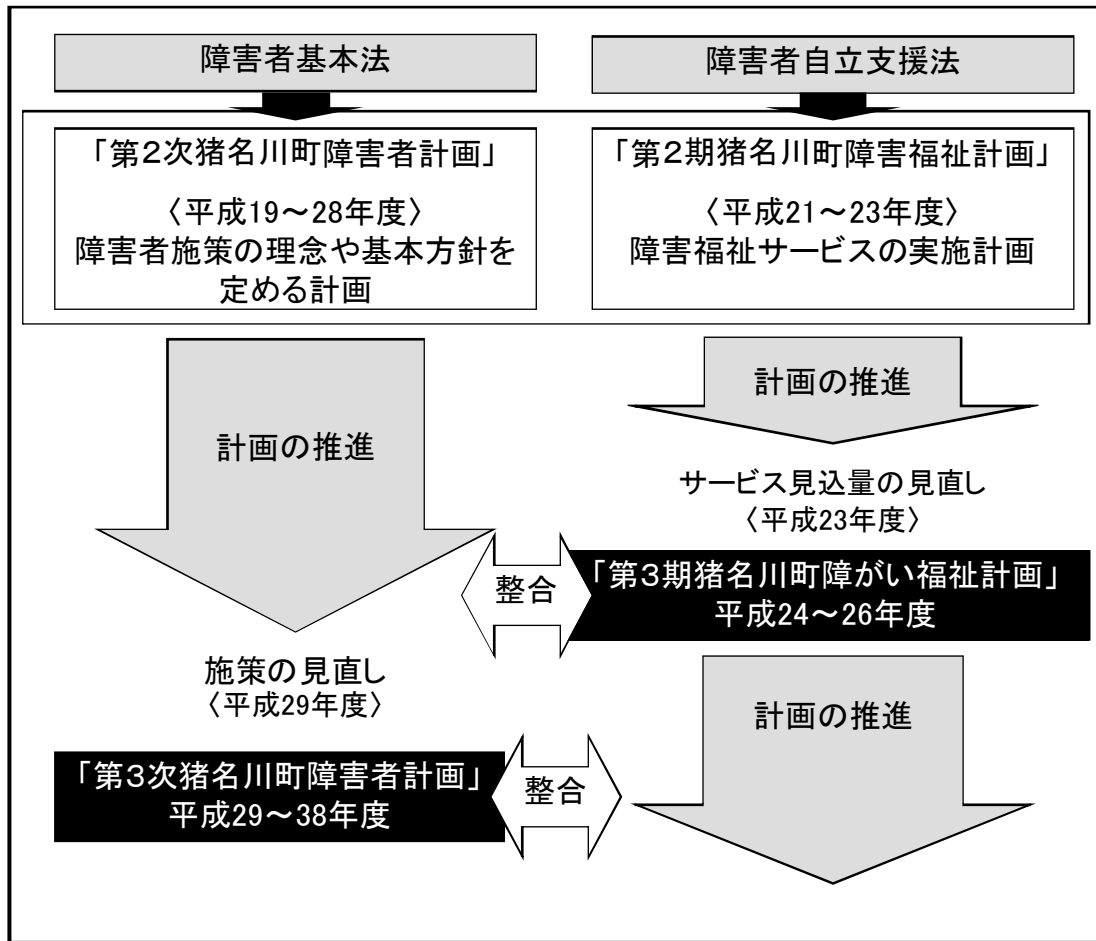 障害者基本法
障害者自立支援法
「第2次猪名川町障害者計画」
〈平成19～28年度〉
障害者施策の理念や基本方針を
定める計画
「第2期猪名川町障害福祉計画」
〈平成21～23年度〉
障害福祉サービスの実施計画
計画の推進
計画の推進
サービス見込量の見直し
〈平成23年度〉
整合
「第3期猪名川町障がい福祉計画」
平成24～26年度
施策の見直し
〈平成29年度〉
計画の推進
「第3次猪名川町障害者計画」
平成29～38年度
整合